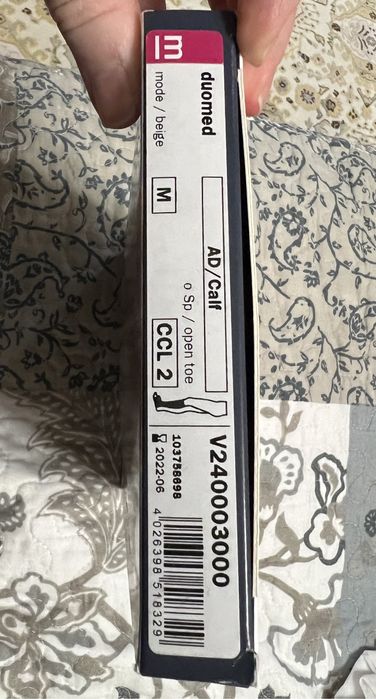 m
duomed
mode / beige
AD/Calf
M
o Sp / open toe
CCL 2
V240003000
103758698
2022-06
4 026398 518329